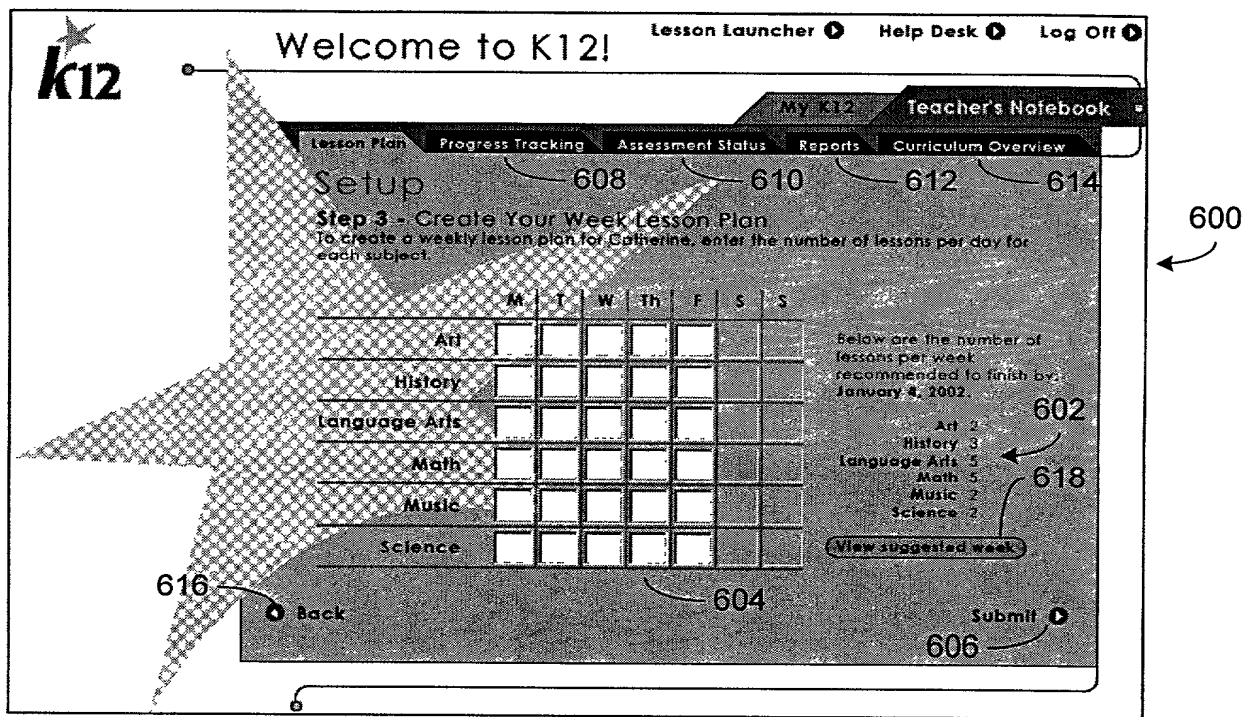 k12
Welcome to K12!
Lesson Launcher Help Desk Log Off
My K12 Teacher's Notebook
Lesson Plan Progress Tracking Assessment Status Reports Curriculum Overview
608 610 612 614
Setup
Step 3 - Create Your Week Lesson Plan
To create a weekly lesson plan for Catherine, enter the number of lessons per day for
each subject.
600
M T W Th F S S
Art
History
Language Arts
Math
Music
Science
Below are the number of
lessons per week
recommended to finish by:
January 4, 2002.
602
Art 2
History 3
Language Arts 5
Math 5
Music 2
Science 2
618
View suggested week
616
Back
604
Submit
606